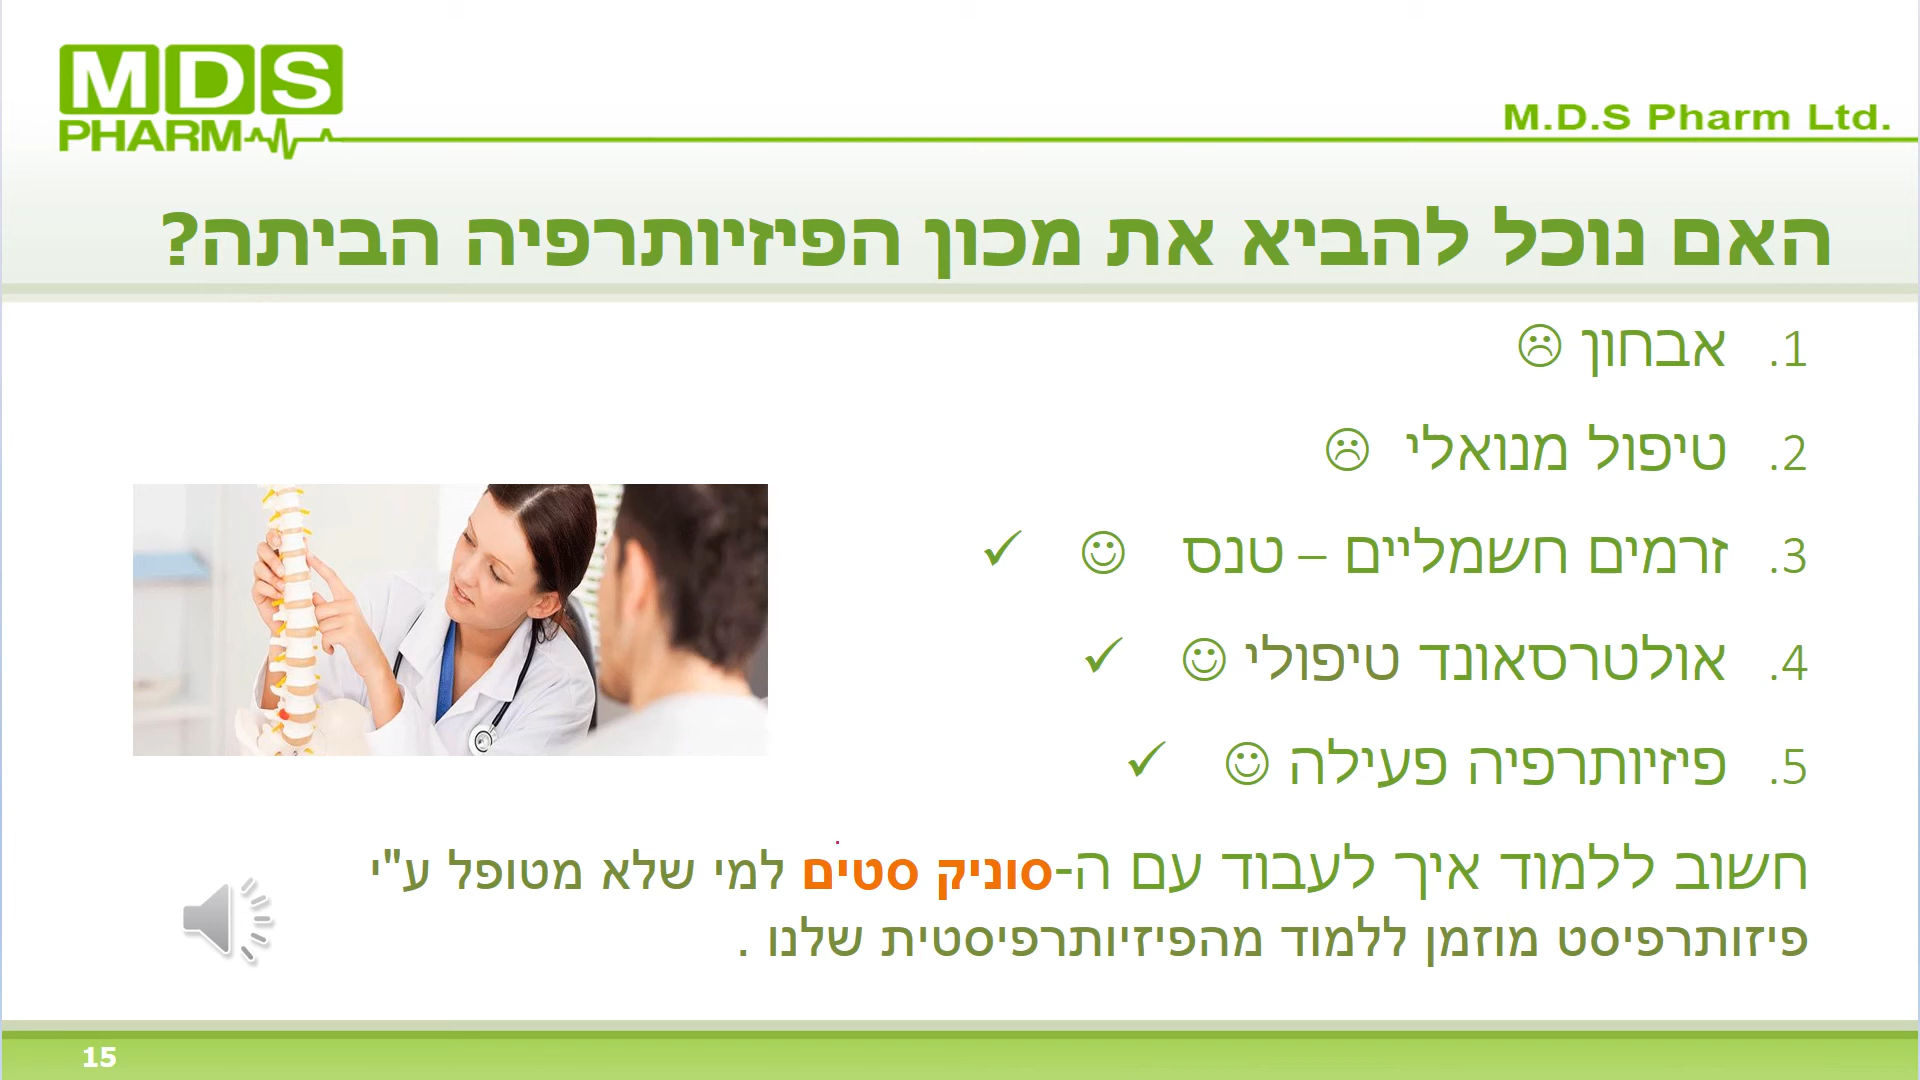 MDS
PHARM
M.D.S Pharm Ltd.
האם נוכל להביא את מכון הפיזיותרפיה הביתה?
1. אבחון ☹
2. טיפול מנואלי ☹
3. זרמים חשמליים – טנס ☺ ✓
4. אולטרסאונד טיפולי ☺ ✓
5. פיזיותרפיה פעילה ☺ ✓
חשוב ללמוד איך לעבוד עם ה-סוניק סטים למי שלא מטופל ע"י
פיזותרפיסט מוזמן ללמוד מהפיזיותרפיסטית שלנו .
15